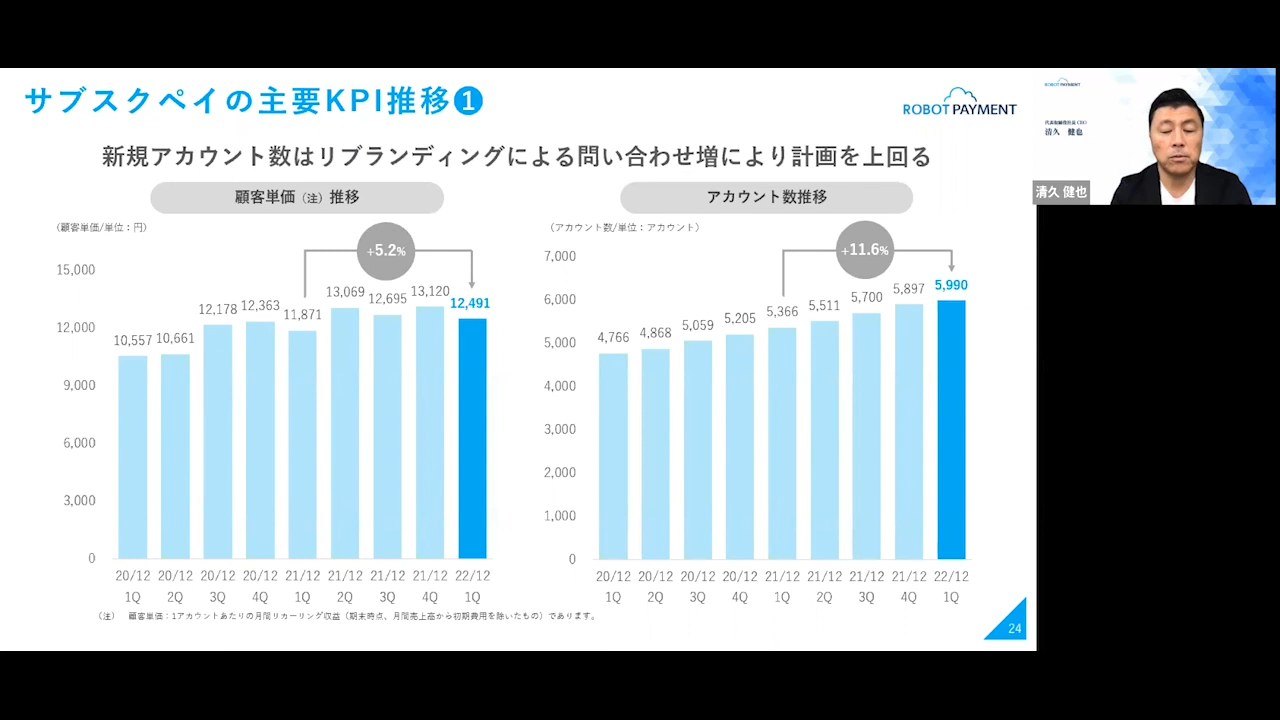 サブスクペイの主要KPI推移❶
ROBOT PAYMENT
新規アカウント数はリブランディングによる問い合わせ増により計画を上回る
顧客単価（注）推移
（顧客単価/単位：円）
+5.2%
15,000
12,000
9,000
6,000
3,000
0
10,557 10,661 12,178 12,363 11,871 13,069 12,695 13,120 12,491
20/12 20/12 20/12 20/12 21/12 21/12 21/12 21/12 22/12
1Q 2Q 3Q 4Q 1Q 2Q 3Q 4Q 1Q
（注） 顧客単価：1アカウントあたりの月間リカーリング収益（期末時点、月間売上高から初期費用を除いたもの）であります。
アカウント数推移
（アカウント数/単位：アカウント）
+11.6%
7,000
6,000
5,000
4,000
3,000
2,000
1,000
0
4,766 4,868 5,059 5,205 5,366 5,511 5,700 5,897 5,990
20/12 20/12 20/12 20/12 21/12 21/12 21/12 21/12 22/12
1Q 2Q 3Q 4Q 1Q 2Q 3Q 4Q 1Q
24
ROBOT PAYMENT
代表取締役社長 CEO
清久 健也
清久 健也